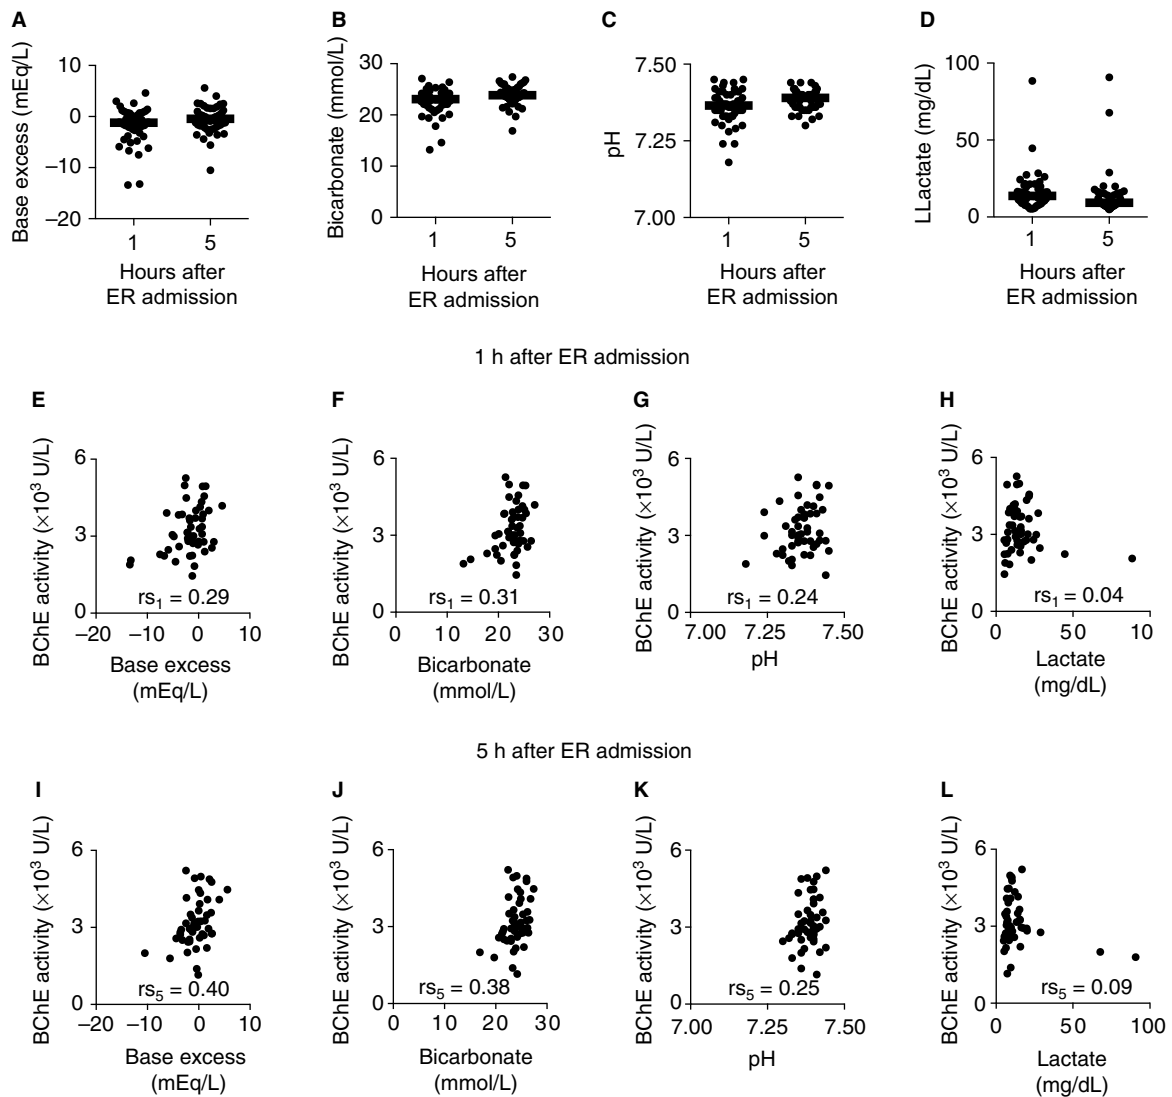 A
B
C
D
Base excess (mEq/L)
10
0
–10
–20
1
5
Hours after
ER admission
Bicarbonate (mmol/L)
30
20
10
0
1
5
Hours after
ER admission
pH
7.50
7.25
7.00
1
5
Hours after
ER admission
LLactate (mg/dL)
100
50
0
1
5
Hours after
ER admission
1 h after ER admission
E
F
G
H
BChE activity (×10³ U/L)
6
3
0
rs₁ = 0.29
–20
–10
0
10
Base excess
(mEq/L)
BChE activity (×10³ U/L)
6
3
0
rs₁ = 0.31
0
10
20
30
Bicarbonate
(mmol/L)
BChE activity (×10³ U/L)
6
3
0
rs₁ = 0.24
7.00
7.25
7.50
pH
BChE activity (×10³ U/L)
6
3
0
rs₁ = 0.04
0
50
10
Lactate
(mg/dL)
5 h after ER admission
I
J
K
L
BChE activity (×10³ U/L)
6
3
0
rs₅ = 0.40
–20
–10
0
10
Base excess
(mEq/L)
BChE activity (×10³ U/L)
6
3
0
rs₅ = 0.38
0
10
20
30
Bicarbonate
(mmol/L)
BChE activity (×10³ U/L)
6
3
0
rs₅ = 0.25
7.00
7.25
7.50
pH
BChE activity (×10³ U/L)
6
3
0
rs₅ = 0.09
0
50
100
Lactate
(mg/dL)